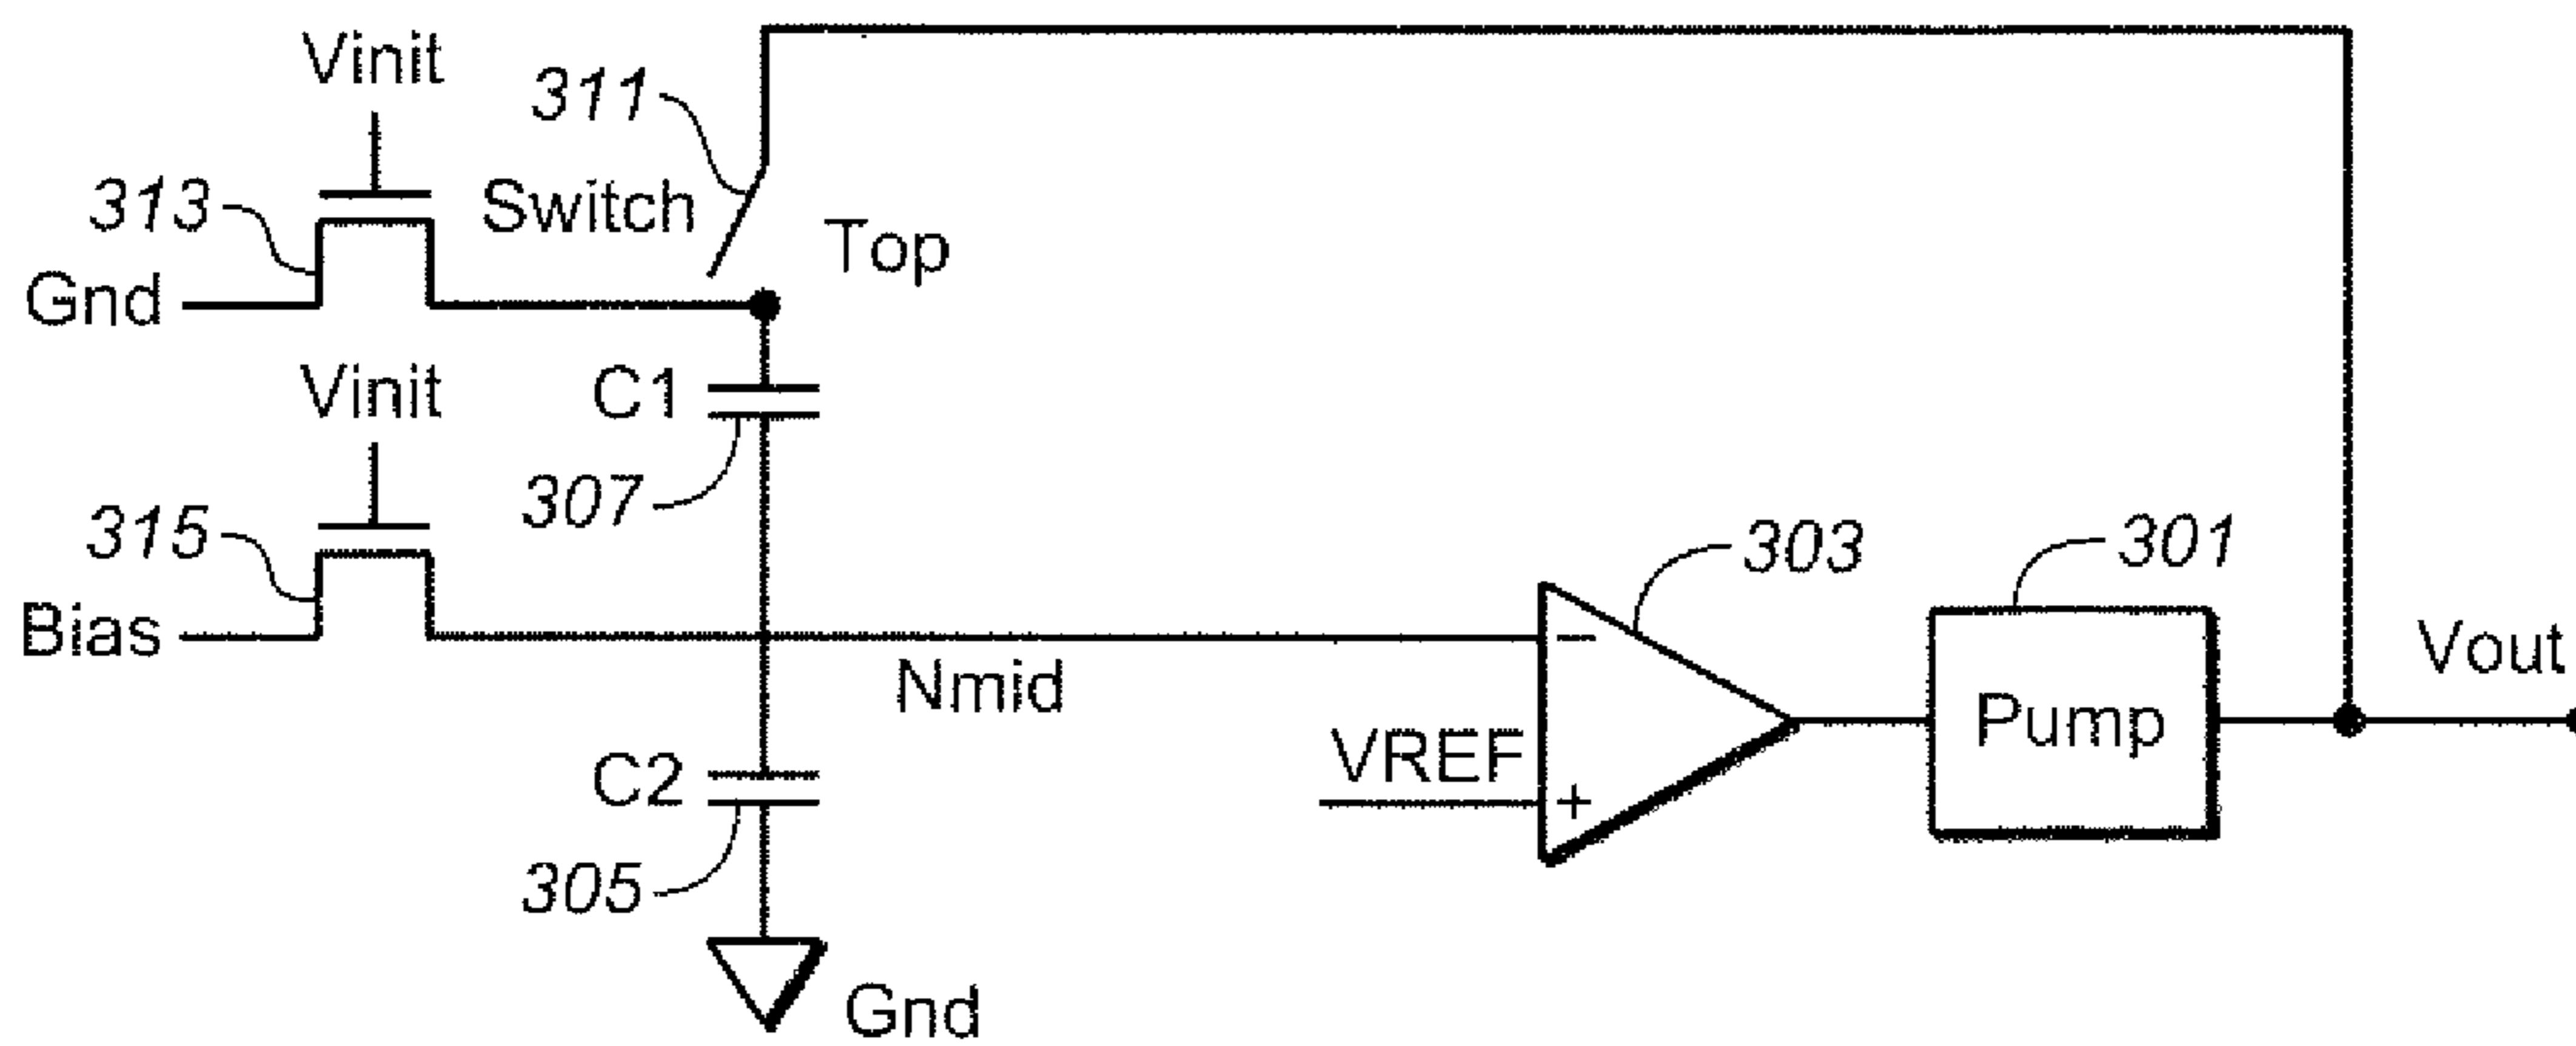 Vinit
311
313
Switch
Top
Gnd
Vinit
C1
307
315
303
301
Bias
Nmid
−
Vout
Pump
VREF
+
C2
305
Gnd